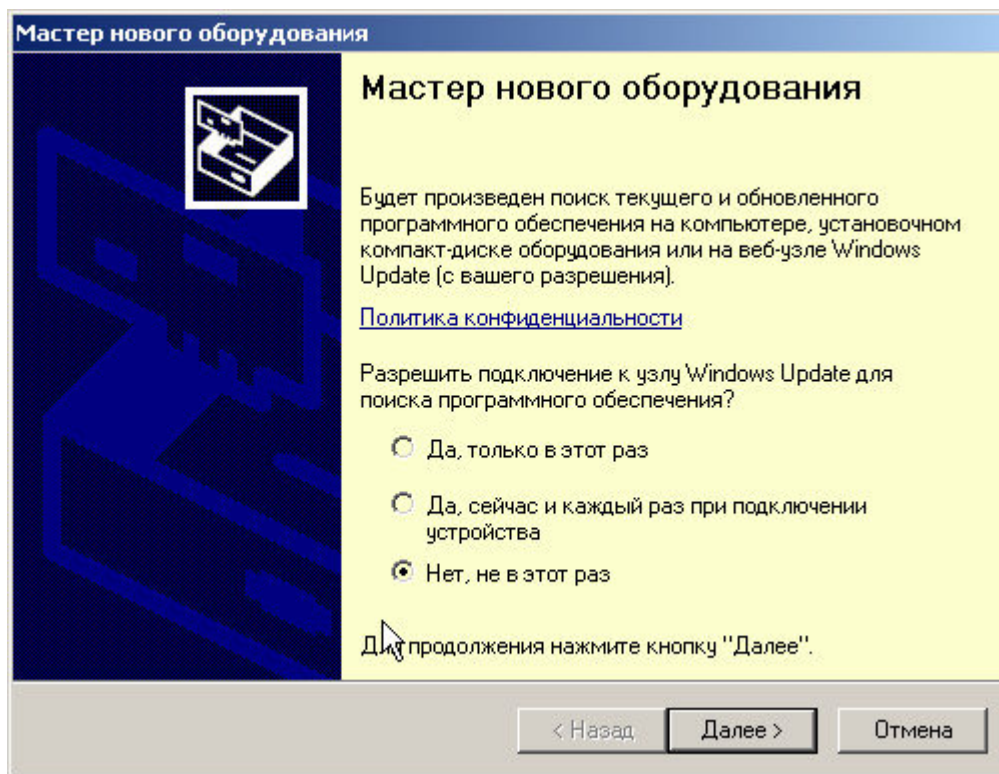 Мастер нового оборудования
Мастер нового оборудования
Будет произведен поиск текущего и обновленного
программного обеспечения на компьютере, установочном
компакт-диске оборудования или на веб-узле Windows
Update (с вашего разрешения).
Политика конфиденциальности
Разрешить подключение к узлу Windows Update для
поиска программного обеспечения?
Да, только в этот раз
Да, сейчас и каждый раз при подключении
устройства
Нет, не в этот раз
Для продолжения нажмите кнопку "Далее".
< Назад
Далее >
Отмена